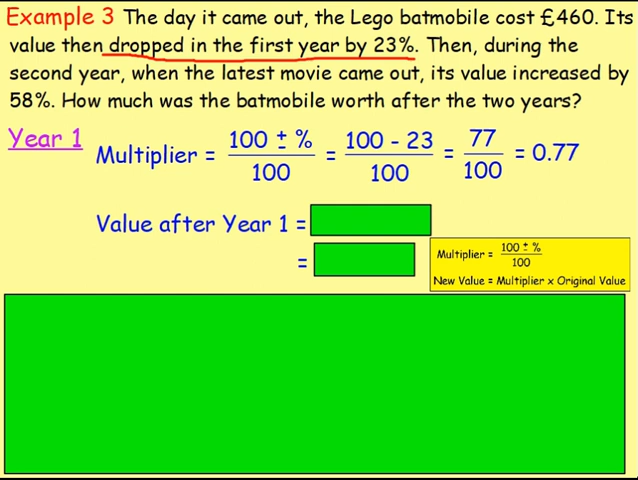 Example 3 The day it came out, the Lego batmobile cost £460. Its
value then dropped in the first year by 23%. Then, during the
second year, when the latest movie came out, its value increased by
58%. How much was the batmobile worth after the two years?
Year 1
Multiplier = 100 ± % / 100 = 100 - 23 / 100 = 77 / 100 = 0.77
Value after Year 1 =
=
Multiplier = 100 ± % / 100
New Value = Multiplier x Original Value